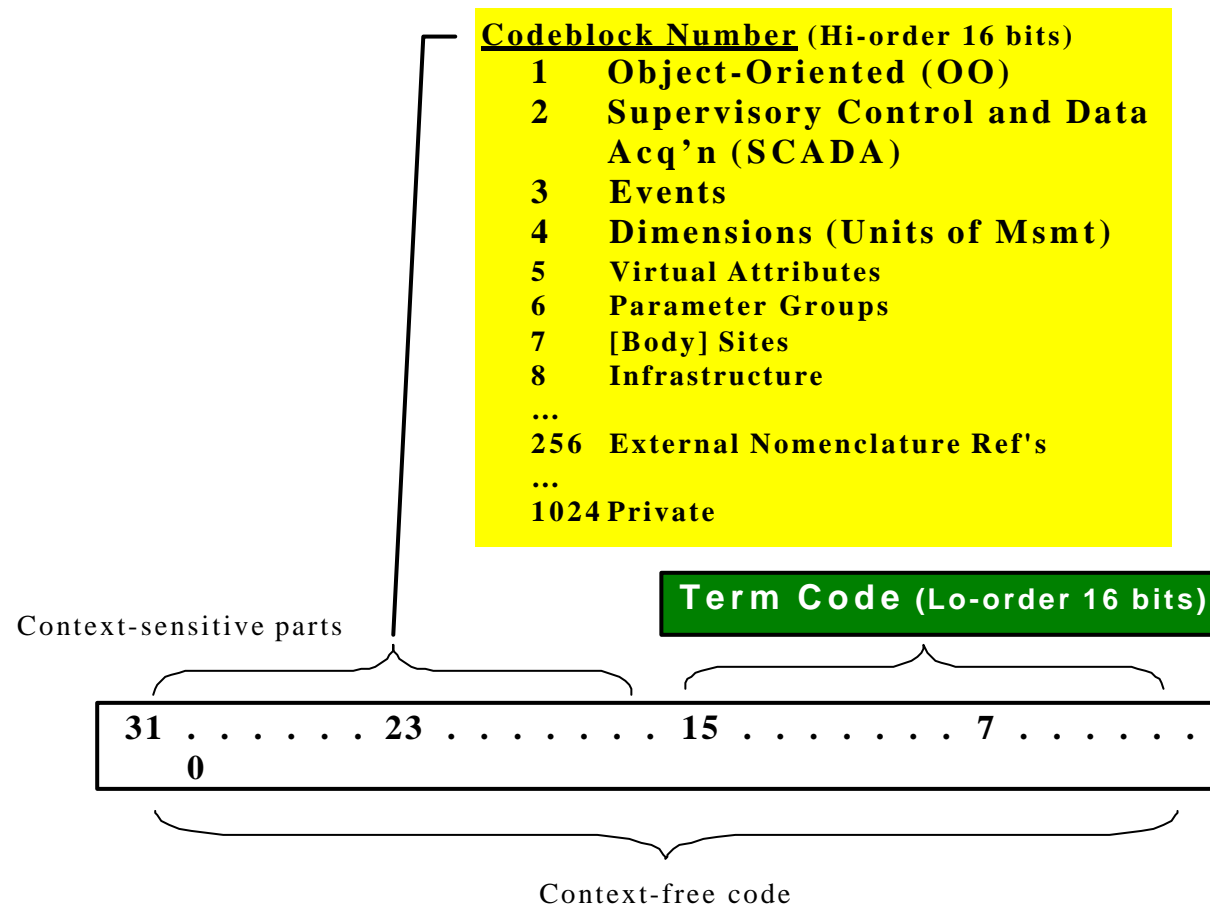 Codeblock Number (Hi-order 16 bits)
1 Object-Oriented (OO)
2 Supervisory Control and Data
Acq’n (SCADA)
3 Events
4 Dimensions (Units of Msmt)
5 Virtual Attributes
6 Parameter Groups
7 [Body] Sites
8 Infrastructure
...
256 External Nomenclature Ref's
...
1024 Private
Term Code (Lo-order 16 bits)
Context-sensitive parts
31 . . . . . . 23 . . . . . . . 15 . . . . . . . 7 . . . . . .
0
Context-free code